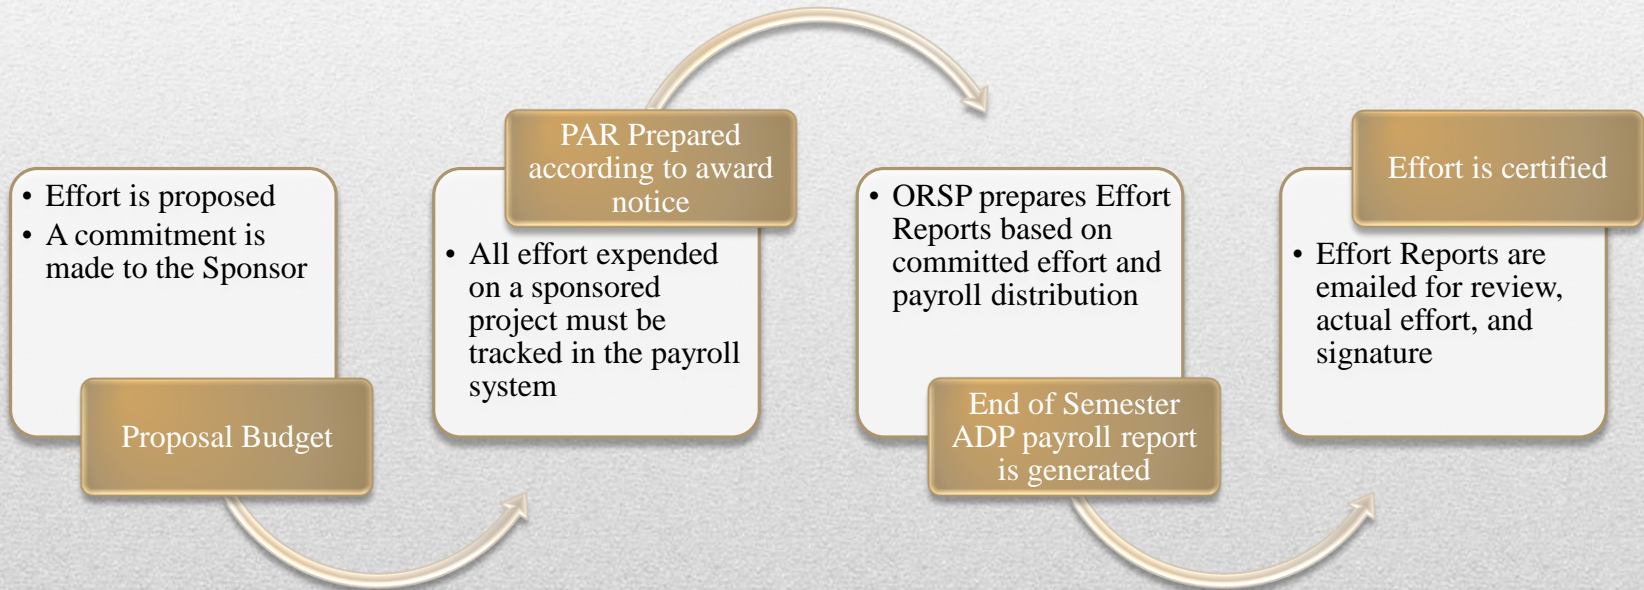 • Effort is proposed
• A commitment is
made to the Sponsor
Proposal Budget
PAR Prepared
according to award
notice
• All effort expended
on a sponsored
project must be
tracked in the payroll
system
• ORSP prepares Effort
Reports based on
committed effort and
payroll distribution
End of Semester
ADP payroll report
is generated
Effort is certified
• Effort Reports are
emailed for review,
actual effort, and
signature